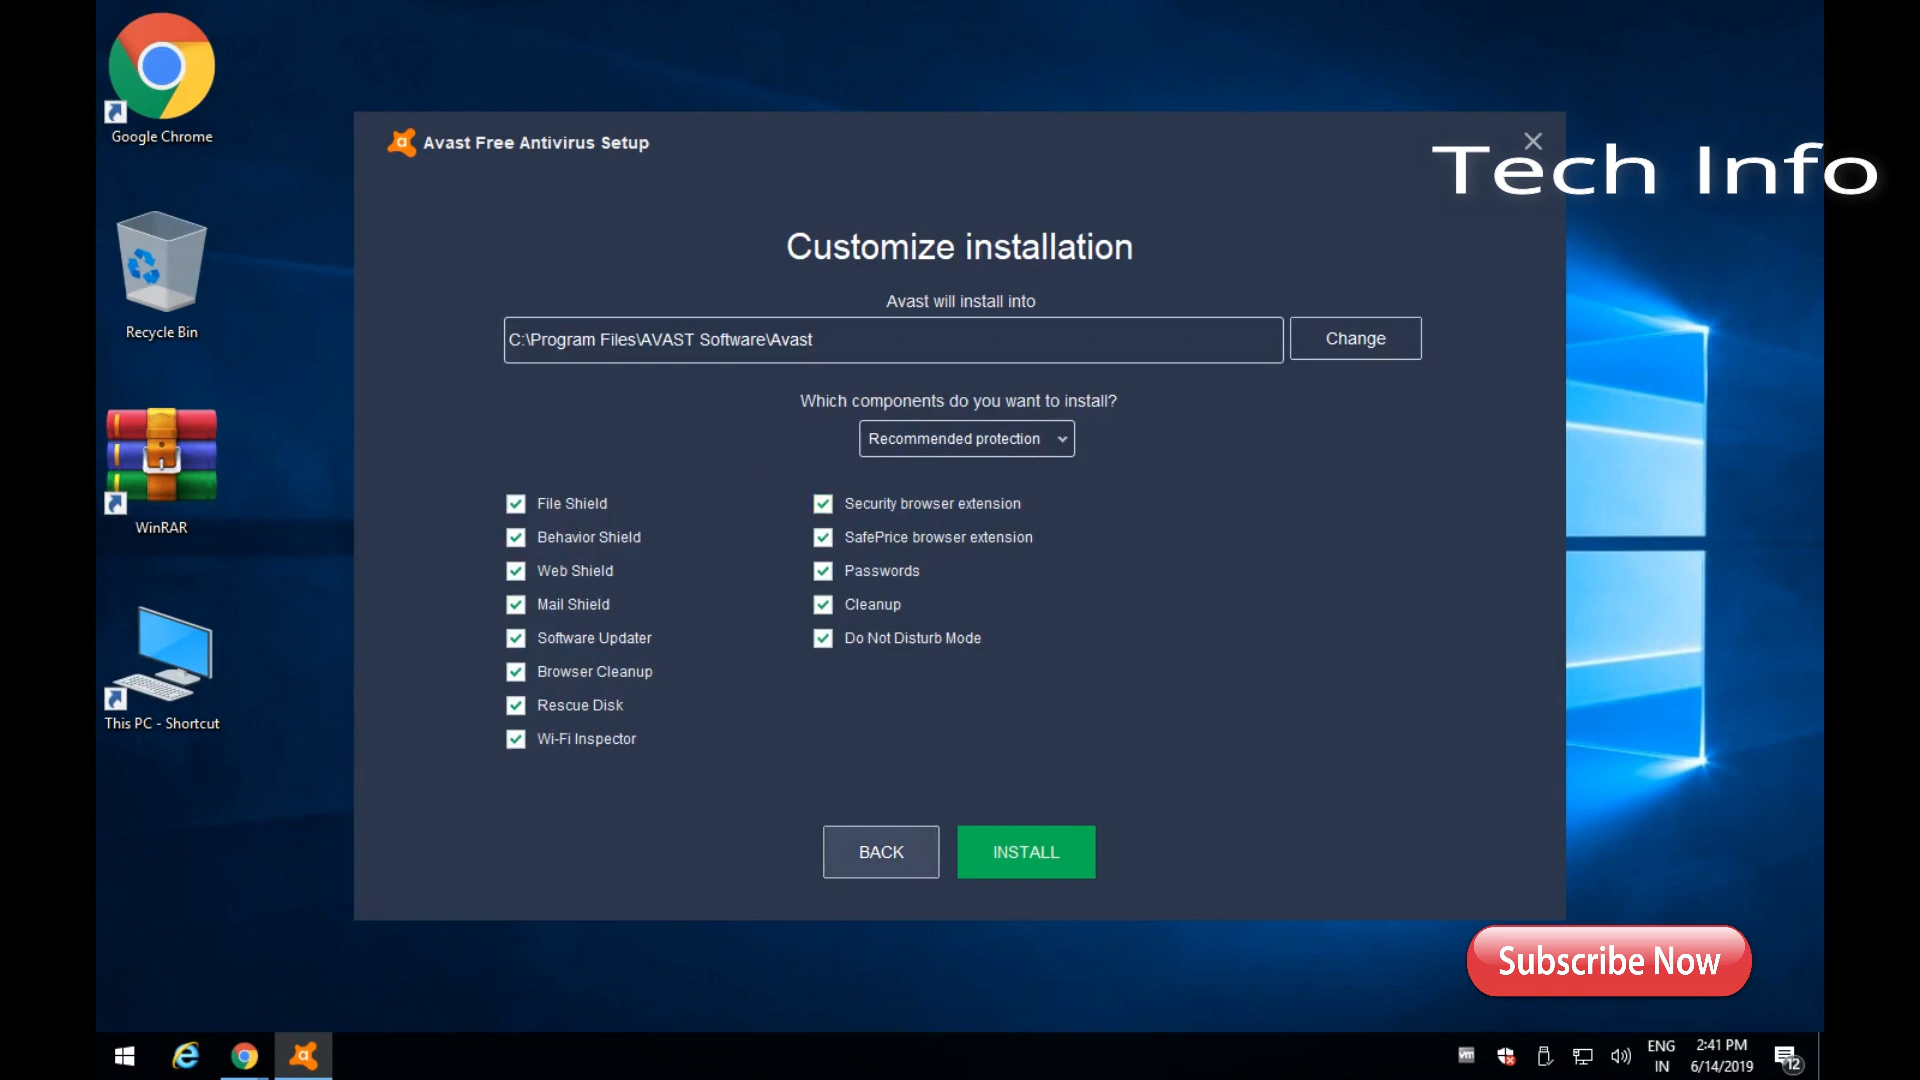 Google Chrome
Recycle Bin
WinRAR
This PC - Shortcut
Avast Free Antivirus Setup
Tech Info
Customize installation
Avast will install into
C:\Program Files\AVAST Software\Avast
Change
Which components do you want to install?
Recommended protection
File Shield
Behavior Shield
Web Shield
Mail Shield
Software Updater
Browser Cleanup
Rescue Disk
Wi-Fi Inspector
Security browser extension
SafePrice browser extension
Passwords
Cleanup
Do Not Disturb Mode
BACK
INSTALL
Subscribe Now
vm
ENG
IN
2:41 PM
6/14/2019
12